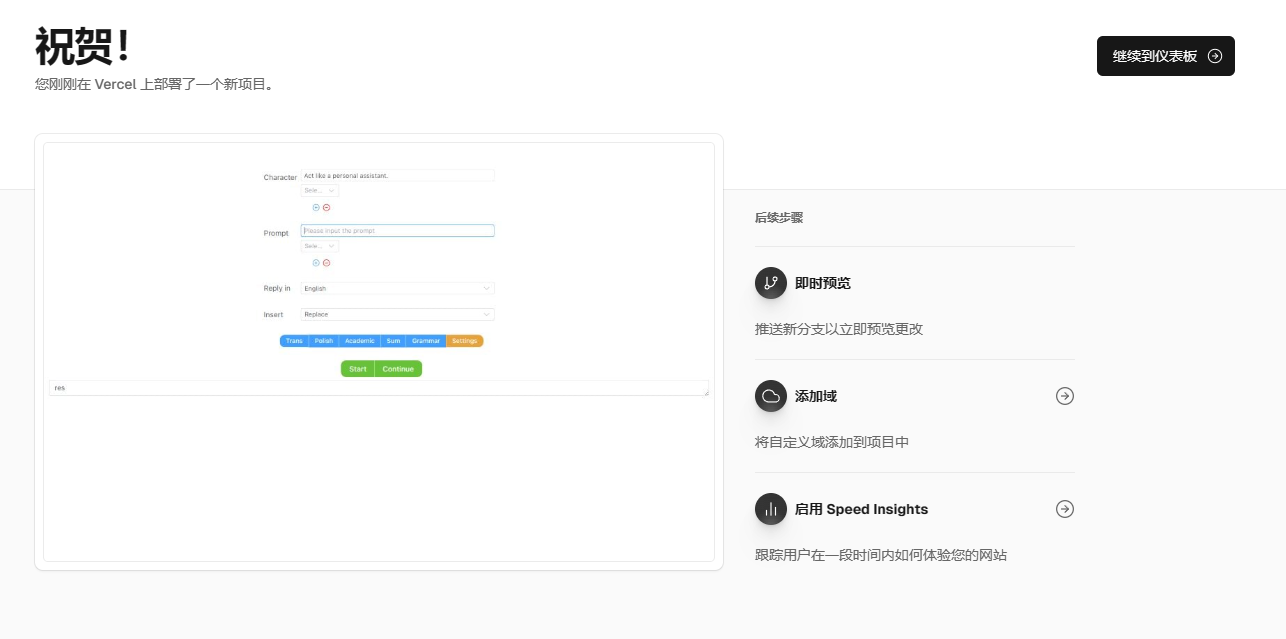 祝贺！
您刚刚在 Vercel 上部署了一个新项目。
继续到仪表板
Character Act like a personal assistant.
Sele...
Prompt Please input the prompt
Sele...
Reply in English
Insert Replace
Trans Polish Academic Sum Grammar Settings
Start Continue
res
后续步骤
即时预览
推送新分支以立即预览更改
添加域
将自定义域添加到项目中
启用 Speed Insights
跟踪用户在一段时间内如何体验您的网站